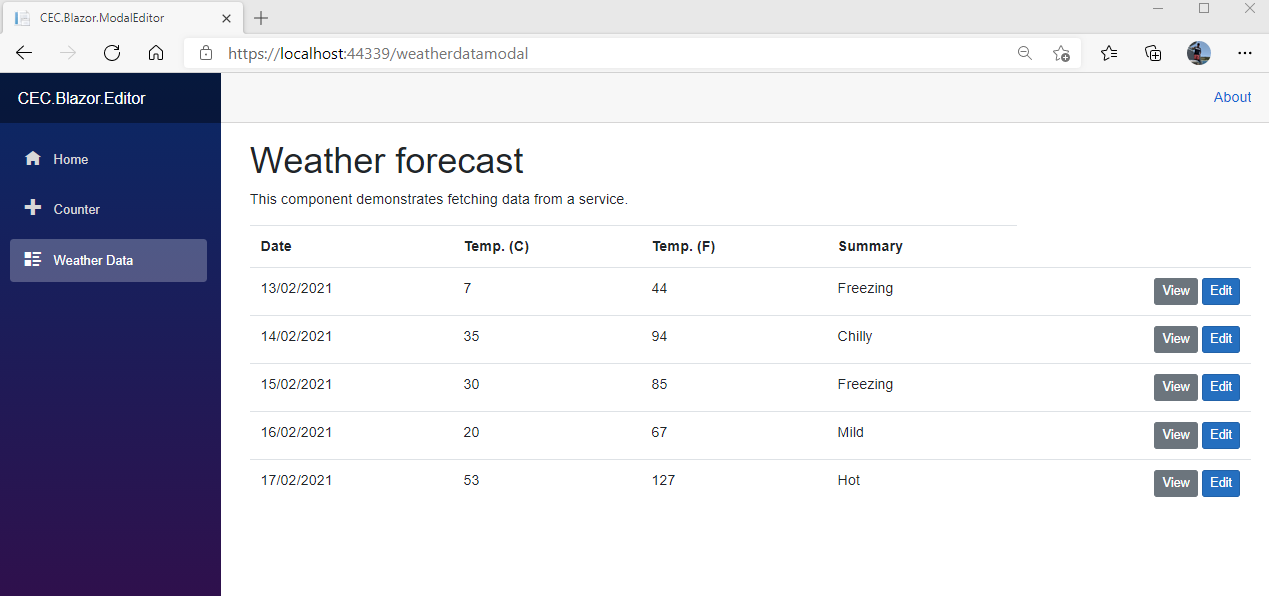 CEC.Blazor.ModalEditor
https://localhost:44339/weatherdatamodal
CEC.Blazor.Editor
About
Home
Counter
Weather Data
Weather forecast
This component demonstrates fetching data from a service.
Date Temp. (C) Temp. (F) Summary
13/02/2021 7 44 Freezing View Edit
14/02/2021 35 94 Chilly View Edit
15/02/2021 30 85 Freezing View Edit
16/02/2021 20 67 Mild View Edit
17/02/2021 53 127 Hot View Edit